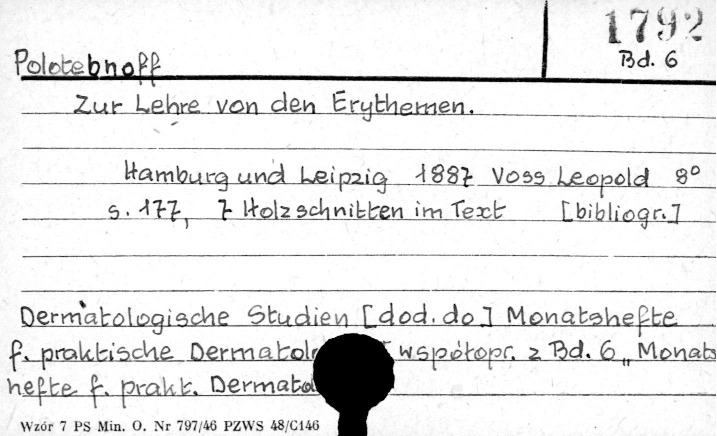 1792
Bd. 6
Polotebnoff
Zur Lehre von den Erythemen.
Hamburg und Leipzig 1887 Voss Leopold 8°
s. 177, 7 Holzschnitten im Text [bibliogr.]
Dermatologische Studien [dod. do] Monatshefte
f. praktische Dermatol współopr. z Bd. 6 „Monats
hefte f. prakt. Dermato
Wzór 7 PS Min. O. Nr 797/46 PZWS 48/C146